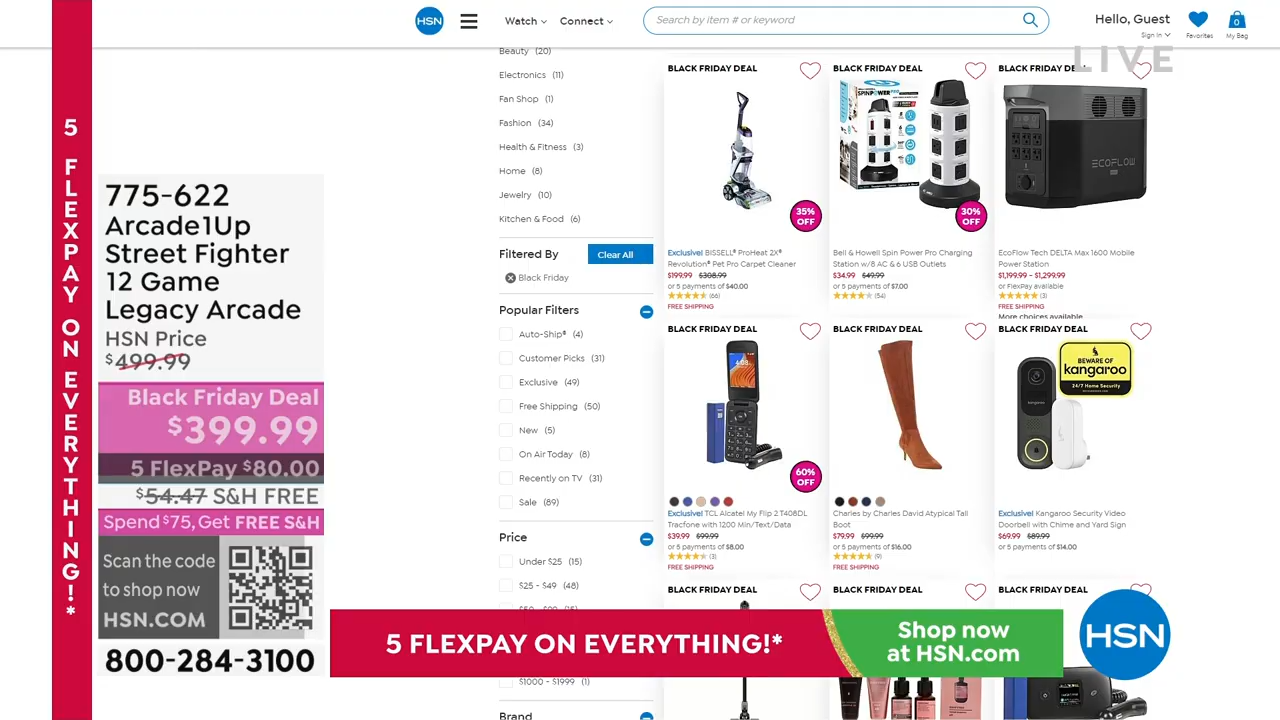 HSN
Watch
Connect
Search by item # or keyword
Hello, Guest
Sign in
Favorites
0
My Bag
LIVE
5 FLEXPAY ON EVERYTHING!*
775-622
Arcade1Up
Street Fighter
12 Game
Legacy Arcade
HSN Price
$499.99
Black Friday Deal
$399.99
5 FlexPay $80.00
$54.47 S&H FREE
Spend $75, Get FREE S&H
Scan the code
to shop now
HSN.COM
800-284-3100
Beauty (20)
Electronics (11)
Fan Shop (1)
Fashion (34)
Health & Fitness (3)
Home (8)
Jewelry (10)
Kitchen & Food (6)
Filtered By
Clear All
Black Friday
Popular Filters
Auto-Ship® (4)
Customer Picks (31)
Exclusive (49)
Free Shipping (50)
New (5)
On Air Today (8)
Recently on TV (31)
Sale (89)
Price
Under $25 (15)
$25 - $49 (48)
$1000 - $1999 (1)
Brand
BLACK FRIDAY DEAL
35%
OFF
Exclusive! BISSELL® ProHeat 2X®
Revolution® Pet Pro Carpet Cleaner
$199.99 $308.99
or 5 payments of $40.00
(66)
FREE SHIPPING
BLACK FRIDAY DEAL
SPINPOWER
30%
OFF
Bell & Howell Spin Power Pro Charging
Station w/8 AC & 6 USB Outlets
$34.99 $49.99
or 5 payments of $7.00
(54)
BLACK FRIDAY DEAL
ECOFLOW
EcoFlow Tech DELTA Max 1600 Mobile
Power Station
$1,199.99 - $1,299.99
or FlexPay available
(3)
FREE SHIPPING
More choices available
BLACK FRIDAY DEAL
4:08
60%
OFF
Exclusive! TCL Alcatel My Flip 2 T408DL
Tracfone with 1200 Min/Text/Data
$39.99 $99.99
or 5 payments of $8.00
(3)
FREE SHIPPING
BLACK FRIDAY DEAL
Charles by Charles David Atypical Tall
Boot
$79.99 $99.99
or 5 payments of $16.00
(9)
FREE SHIPPING
BLACK FRIDAY DEAL
BEWARE OF
kangaroo
24/7 Home Security
kangaroo
Exclusive! Kangaroo Security Video
Doorbell with Chime and Yard Sign
$69.99 $89.99
or 5 payments of $14.00
BLACK FRIDAY DEAL
BLACK FRIDAY DEAL
BLACK FRIDAY DEAL
5 FLEXPAY ON EVERYTHING!*
Shop now
at HSN.com
HSN